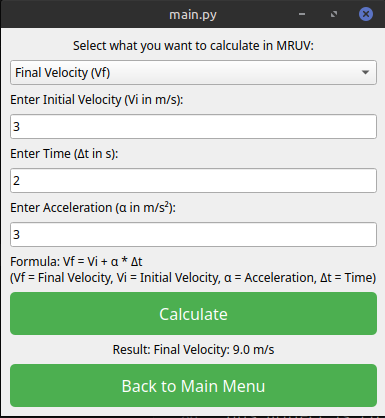 main.py
Select what you want to calculate in MRUV:
Final Velocity (Vf)
Enter Initial Velocity (Vi in m/s):
3
Enter Time (Δt in s):
2
Enter Acceleration (α in m/s²):
3
Formula: Vf = Vi + α * Δt
(Vf = Final Velocity, Vi = Initial Velocity, α = Acceleration, Δt = Time)
Calculate
Result: Final Velocity: 9.0 m/s
Back to Main Menu